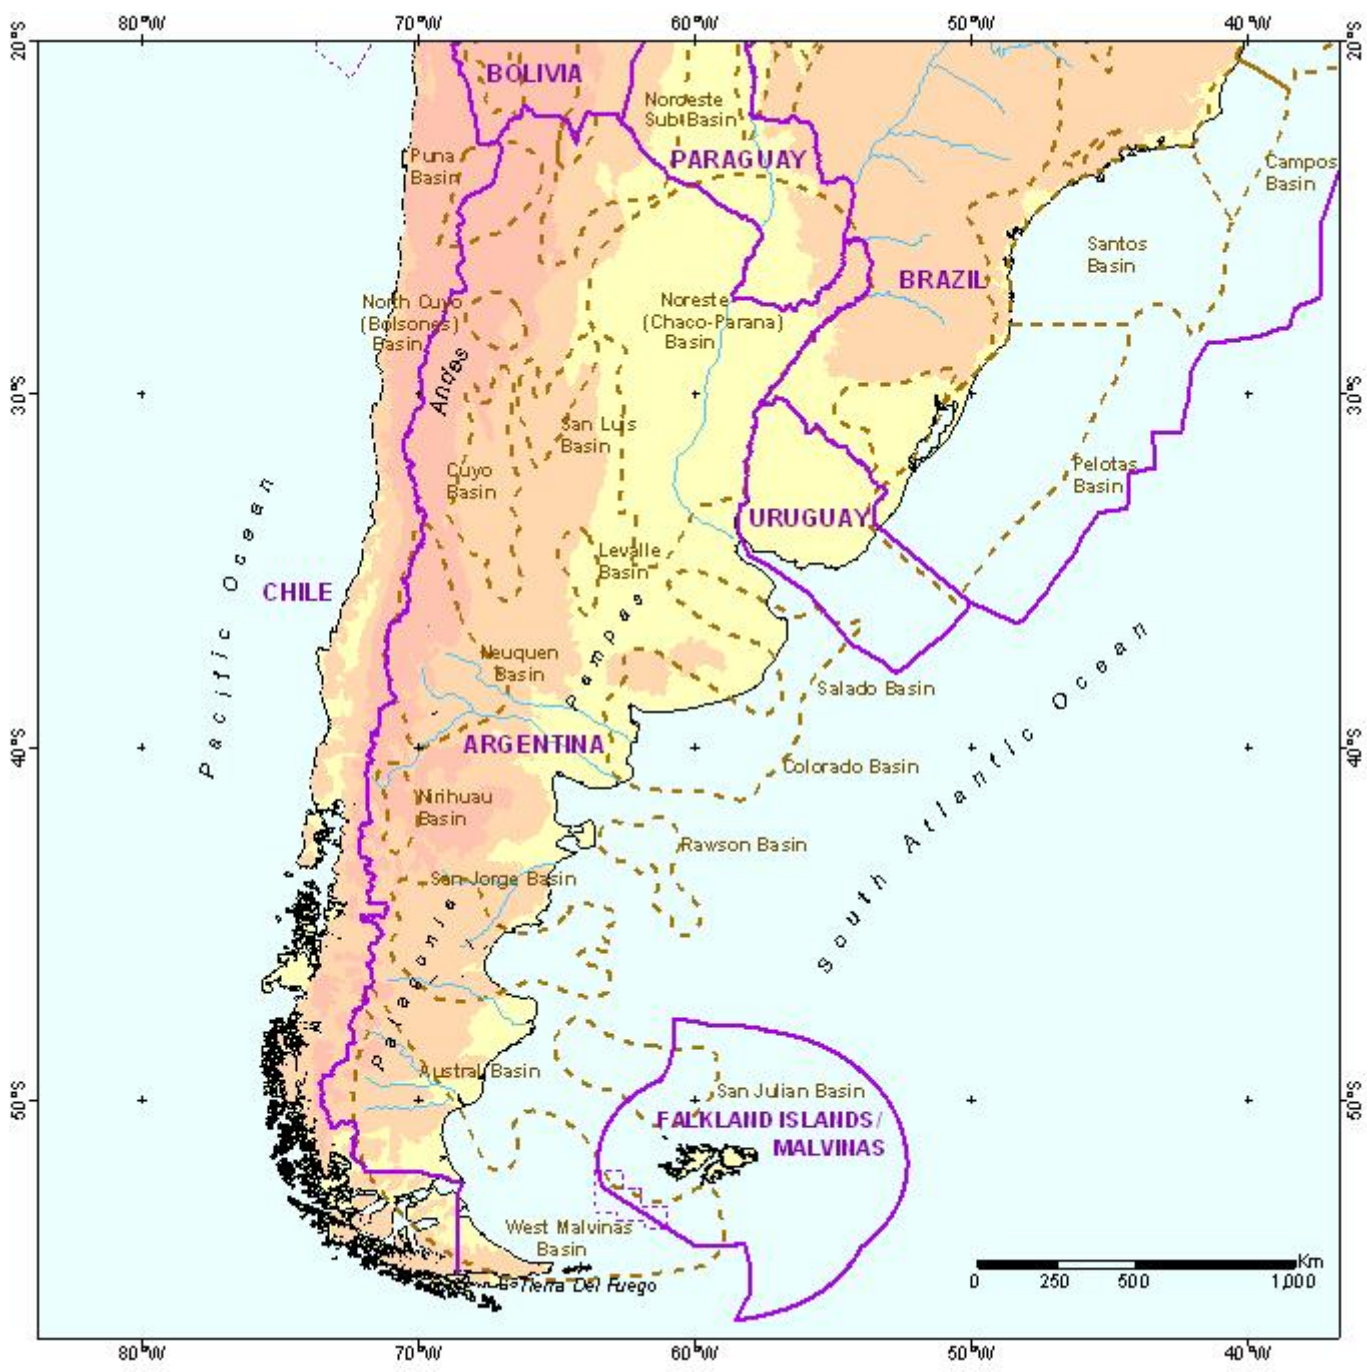 80°W 70°W 60°W 50°W 40°W
20°S 20°S
BOLIVIA
Noroeste
Sub Basin
Puna
Basin
PARAGUAY
Campos
Basin
Santos
Basin
BRAZIL
North Cuyo
(Bolsones)
Basin
Noreste
(Chaco-Parana)
Basin
Andes
30°S 30°S
San Luis
Basin
Cuyo
Basin
Pelotas
Basin
URUGUAY
Levalle
Basin
CHILE
Pacific Ocean
Pampas
Neuquen
Basin
Salado Basin
South Atlantic Ocean
40°S 40°S
ARGENTINA
Colorado Basin
Nirihuau
Basin
Rawson Basin
San Jorge Basin
Patagonia
Austral Basin
San Julian Basin
50°S 50°S
FALKLAND ISLANDS/
MALVINAS
West Malvinas
Basin
Tierra Del Fuego
Km
0 250 500 1,000
80°W 70°W 60°W 50°W 40°W